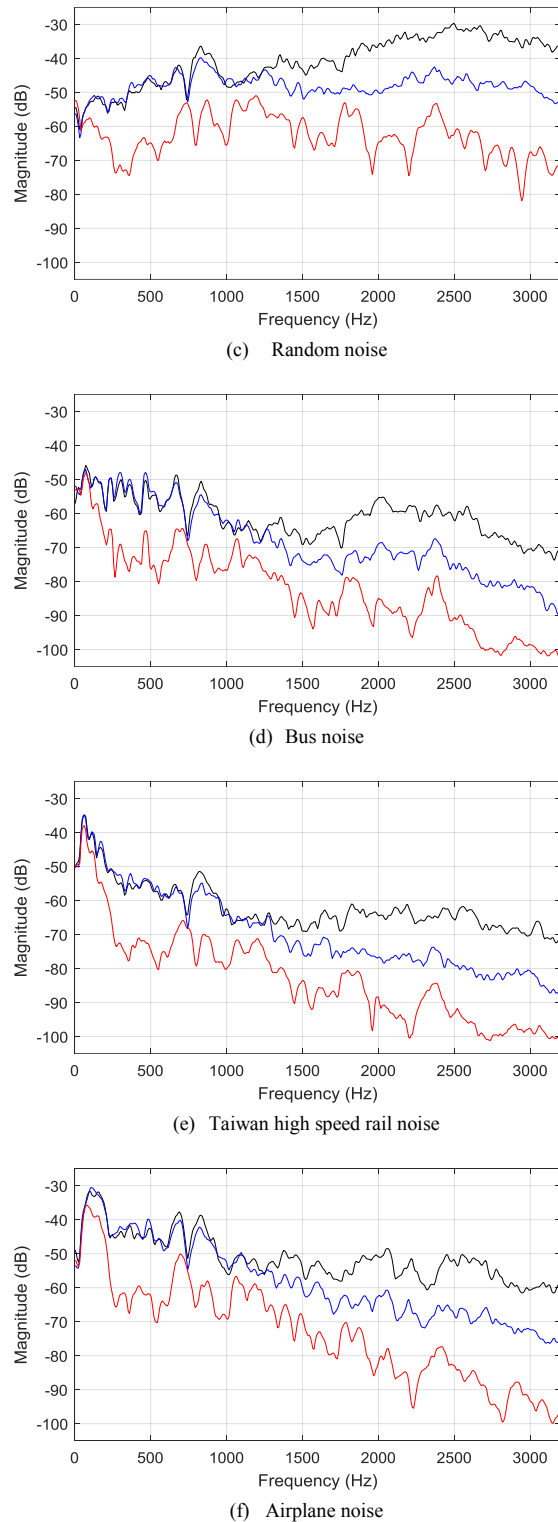 -30
-40
-50
-60
-70
-80
-90
-100
Magnitude (dB)
0 500 1000 1500 2000 2500 3000
Frequency (Hz)
(c) Random noise
-30
-40
-50
-60
-70
-80
-90
-100
Magnitude (dB)
0 500 1000 1500 2000 2500 3000
Frequency (Hz)
(d) Bus noise
-30
-40
-50
-60
-70
-80
-90
-100
Magnitude (dB)
0 500 1000 1500 2000 2500 3000
Frequency (Hz)
(e) Taiwan high speed rail noise
-30
-40
-50
-60
-70
-80
-90
-100
Magnitude (dB)
0 500 1000 1500 2000 2500 3000
Frequency (Hz)
(f) Airplane noise